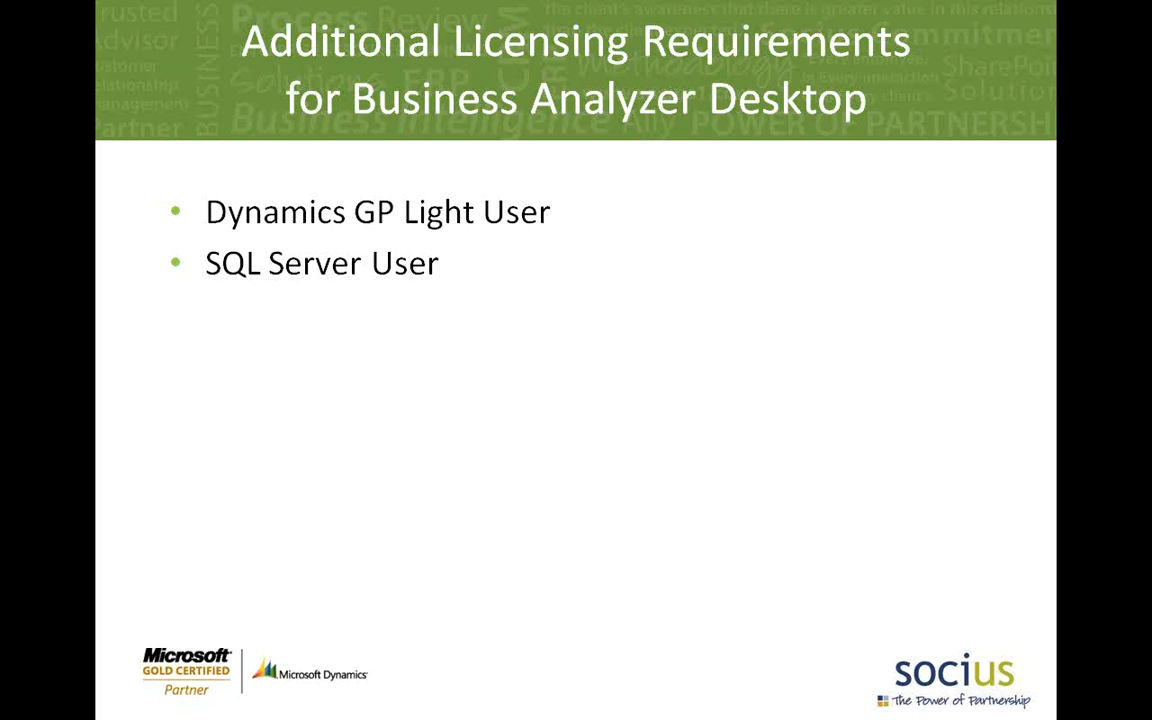 Additional Licensing Requirements
for Business Analyzer Desktop
• Dynamics GP Light User
• SQL Server User
Microsoft
GOLD CERTIFIED
Partner
Microsoft Dynamics
socius
The Power of Partnership